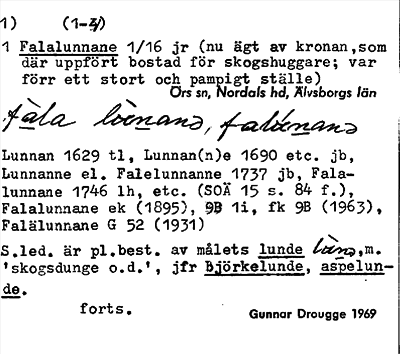 1) (1-3/)
1 Falalunnane 1/16 jr (nu ägt av kronan,som
där uppfört bostad för skogshuggare; var
förr ett stort och pampigt ställe)
Örs sn, Nordals hd, Älvsborgs län
Lunnan 1629 tl, Lunnan(n)e 1690 etc. jb,
Lunnanne el. Falelunnanne 1737 jb, Fala-
lunnane 1746 lh, etc. (SOÄ 15 s. 84 f.),
Falalunnane ek (1895), 9B 1i, fk 9B (1963),
Falälunnane G 52 (1931)
S.led. är pl.best. av målets lunde ,m.
'skogsdunge o.d.', jfr Björkelunde, aspelun-
de.
forts.
Gunnar Drougge 1969